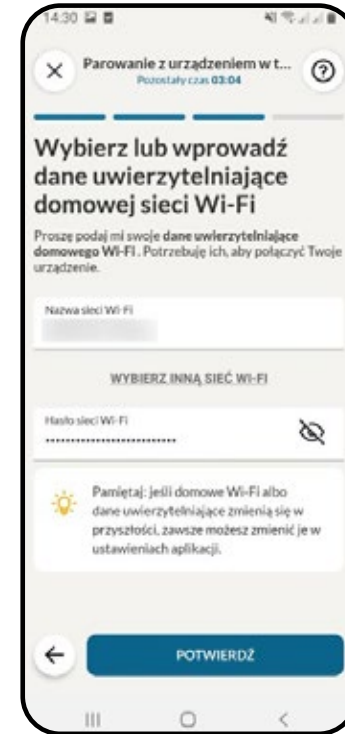 14:30
Parowanie z urządzeniem w t...
Pozostały czas 03:04
Wybierz lub wprowadź
dane uwierzytelniające
domowej sieci Wi-Fi
Proszę podaj mi swoje dane uwierzytelniające
domowego Wi-Fi. Potrzebuję ich, aby połączyć Twoje
urządzenie.
Nazwa sieci Wi-Fi
WYBIERZ INNĄ SIEĆ WI-FI
Hasło sieci Wi-Fi
Pamiętaj: jeśli domowe Wi-Fi albo
dane uwierzytelniające zmienią się w
przyszłości, zawsze możesz zmienić je w
ustawieniach aplikacji.
POTWIERDŹ